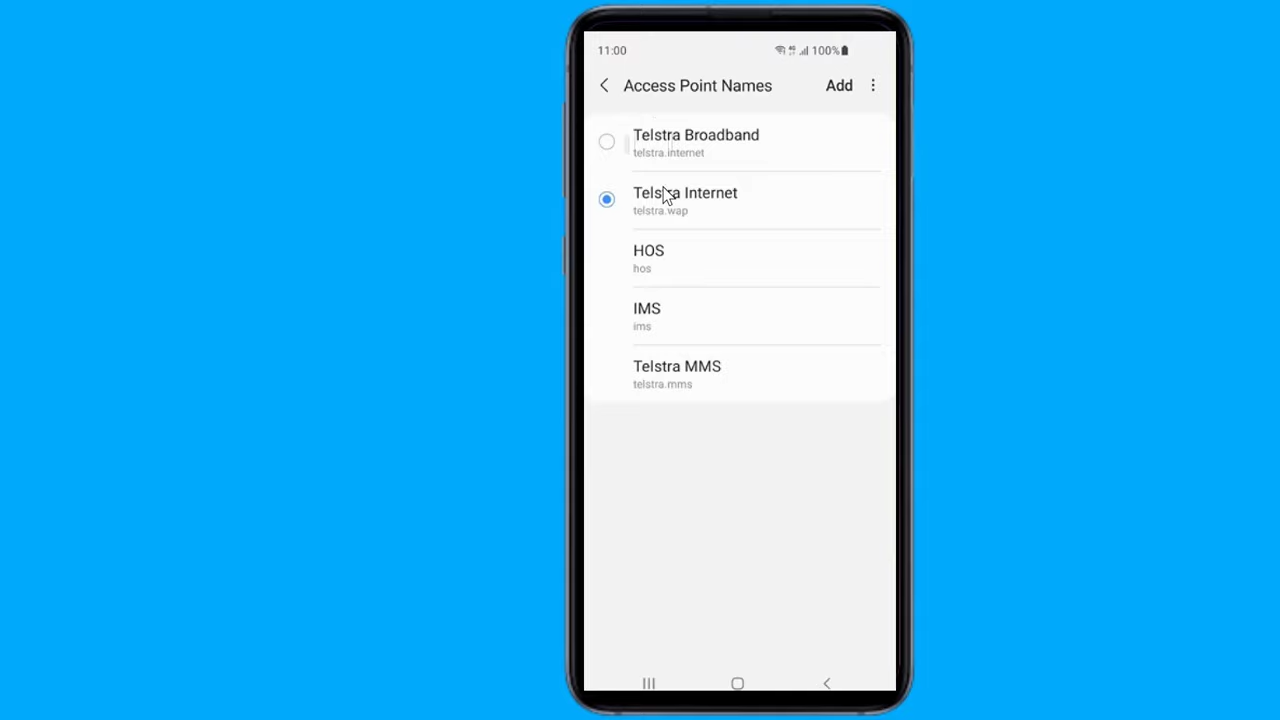 11:00 100%
Access Point Names Add
Telstra Broadband
telstra.internet
Telstra Internet
telstra.wap
HOS
hos
IMS
ims
Telstra MMS
telstra.mms